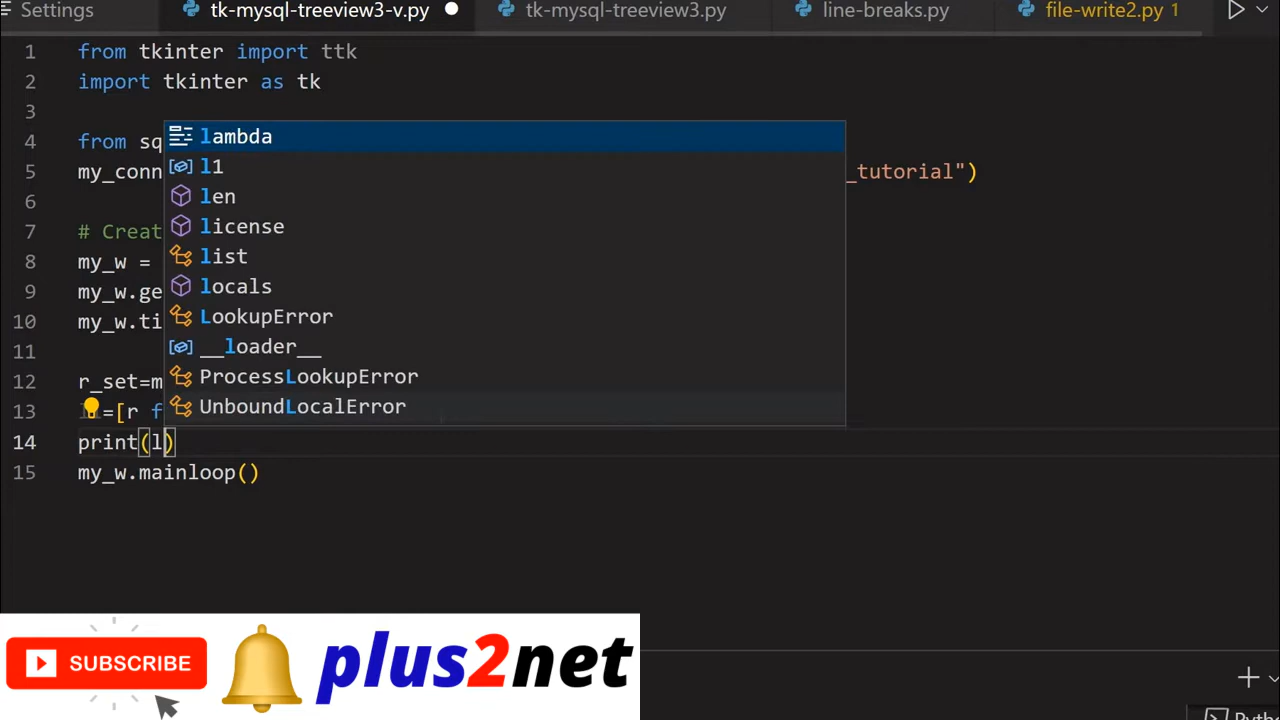 Settings
tk-mysql-treeview3-v.py
tk-mysql-treeview3.py
line-breaks.py
file-write2.py 1
1 from tkinter import ttk
2 import tkinter as tk
3
4 from sq
5 my_conn _tutorial")
6
7 # Creat
8 my_w =
9 my_w.ge
10 my_w.ti
11
12 r_set=m
13 =[r f
14 print(l)
15 my_w.mainloop()
lambda
l1
len
license
list
locals
LookupError
__loader__
ProcessLookupError
UnboundLocalError
SUBSCRIBE
plus2net